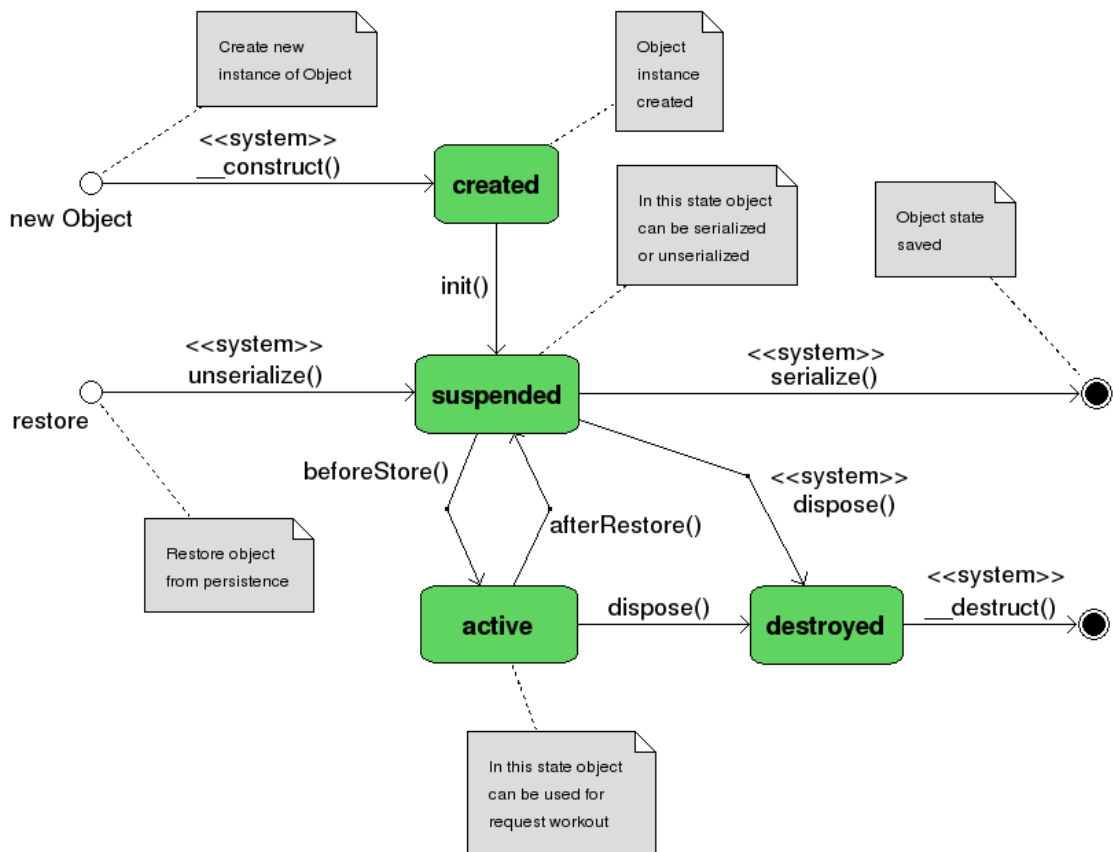 Create new
instance of Object
Object
instance
created
<<system>>
__construct()
created
new Object
In this state object
can be serialized
or unserialized
Object state
saved
init()
<<system>>
unserialize()
<<system>>
serialize()
suspended
restore
beforeStore()
<<system>>
dispose()
afterRestore()
Restore object
from persistence
active
dispose()
destroyed
<<system>>
__destruct()
In this state object
can be used for
request workout